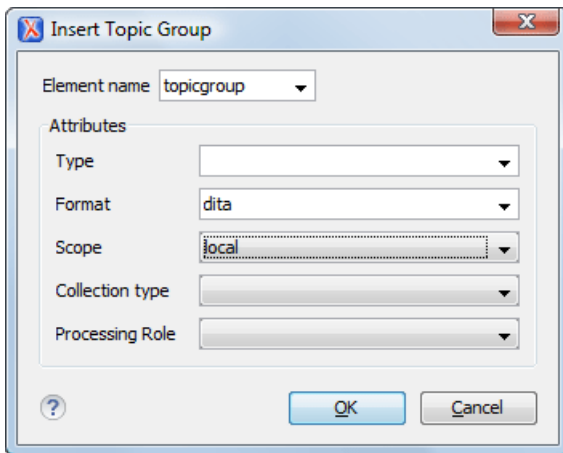 Insert Topic Group
Element name topicgroup
Attributes
Type
Format dita
Scope local
Collection type
Processing Role
? OK Cancel